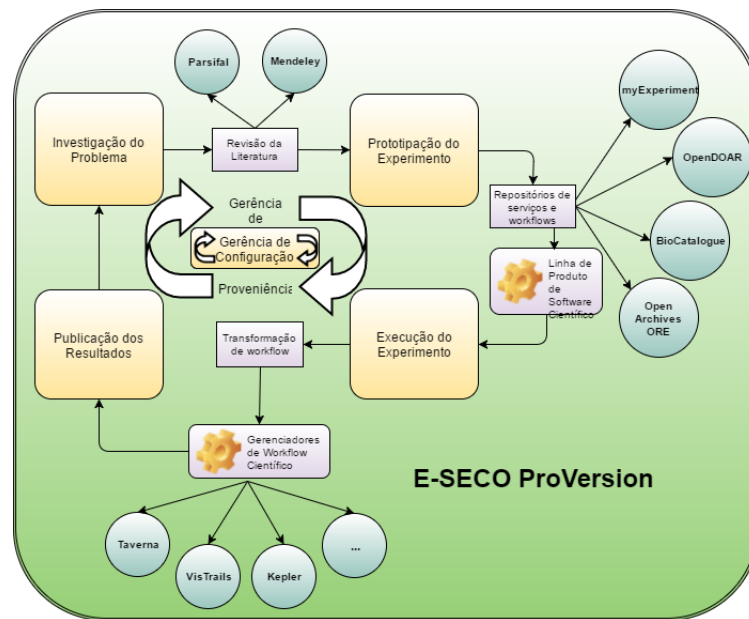 Parsifal
Mendeley
myExperiment
Investigação do
Problema
Revisão da
Literatura
Prototipação do
Experimento
OpenDOAR
Repositórios de
serviços e
workflows
Gerência
de
Gerência de
Configuração
Proveniência
BioCatalogue
Linha de
Produto
de
Software
Científico
Open
Archives
ORE
Publicação dos
Resultados
Transformação
de workflow
Execução do
Experimento
Gerenciadores
de Workflow
Científico
E-SECO ProVersion
Taverna
VisTrails
Kepler
...